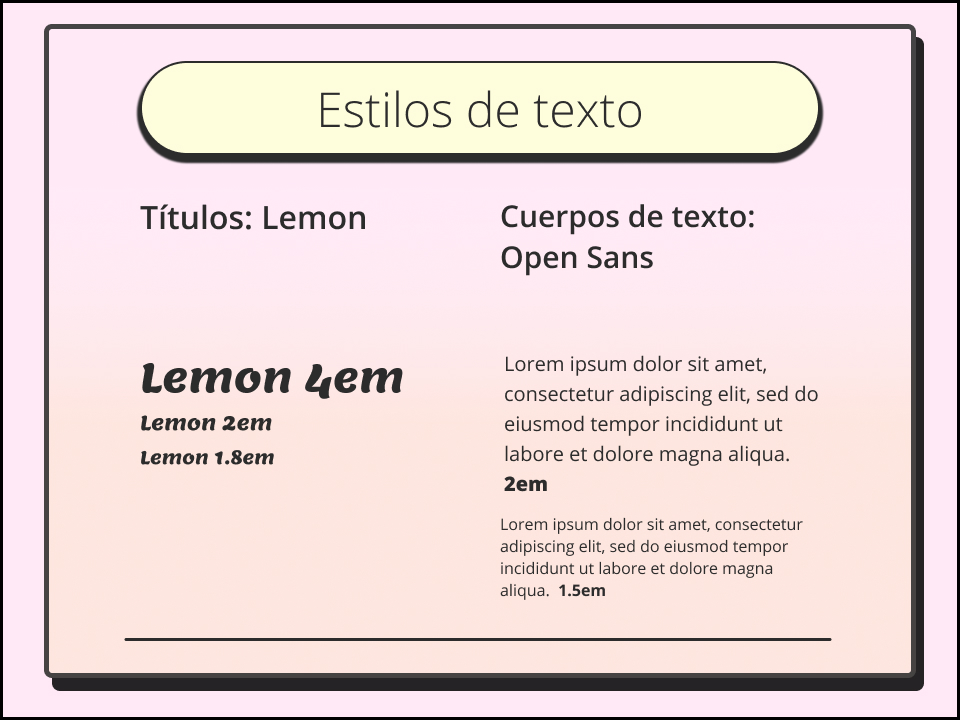 Estilos de texto
Títulos: Lemon
Lemon 4em
Lemon 2em
Lemon 1.8em
Cuerpos de texto:
Open Sans
Lorem ipsum dolor sit amet,
consectetur adipiscing elit, sed do
eiusmod tempor incididunt ut
labore et dolore magna aliqua.
2em
Lorem ipsum dolor sit amet, consectetur
adipiscing elit, sed do eiusmod tempor
incididunt ut labore et dolore magna
aliqua. 1.5em